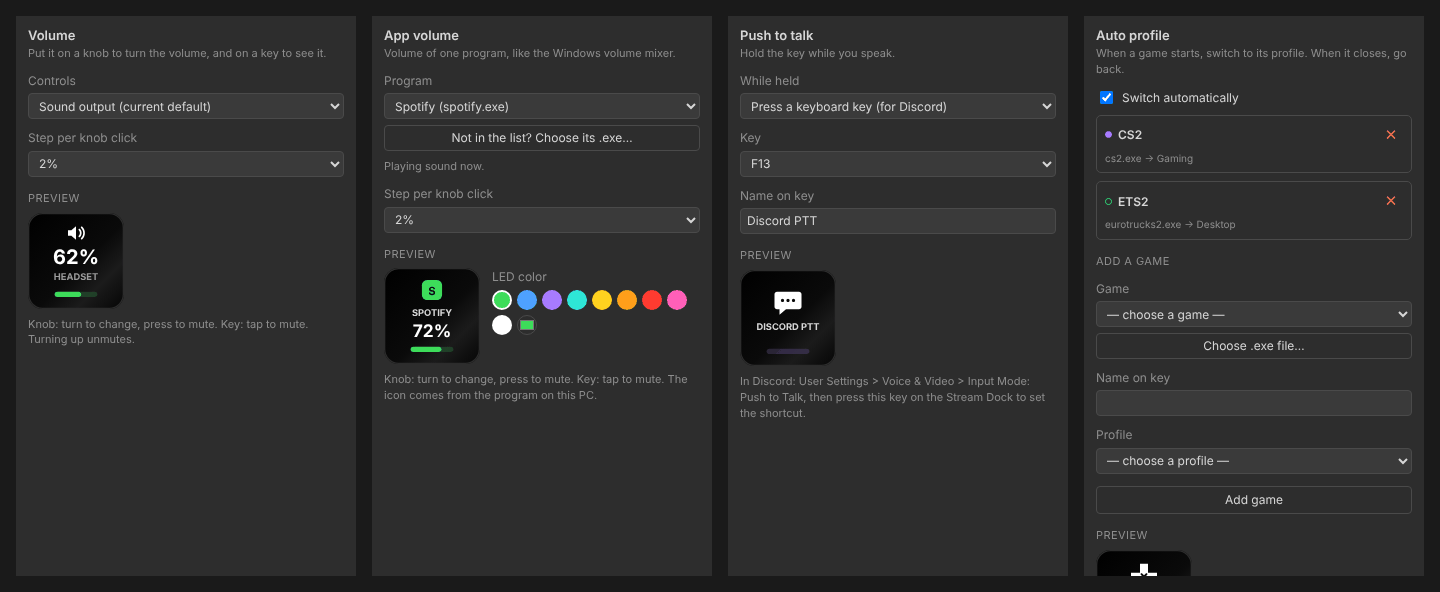 Volume
Put it on a knob to turn the volume, and on a key to see it.
Controls
Sound output (current default)
Step per knob click
2%
PREVIEW
62%
HEADSET
Knob: turn to change, press to mute. Key: tap to mute.
Turning up unmutes.
App volume
Volume of one program, like the Windows volume mixer.
Program
Spotify (spotify.exe)
Not in the list? Choose its .exe...
Playing sound now.
Step per knob click
2%
PREVIEW
S
SPOTIFY
72%
LED color
Knob: turn to change, press to mute. Key: tap to mute. The
icon comes from the program on this PC.
Push to talk
Hold the key while you speak.
While held
Press a keyboard key (for Discord)
Key
F13
Name on key
Discord PTT
PREVIEW
DISCORD PTT
In Discord: User Settings > Voice & Video > Input Mode:
Push to Talk, then press this key on the Stream Dock to set
the shortcut.
Auto profile
When a game starts, switch to its profile. When it closes, go
back.
Switch automatically
CS2
cs2.exe → Gaming
ETS2
eurotrucks2.exe → Desktop
ADD A GAME
Game
— choose a game —
Choose .exe file...
Name on key
Profile
— choose a profile —
Add game
PREVIEW